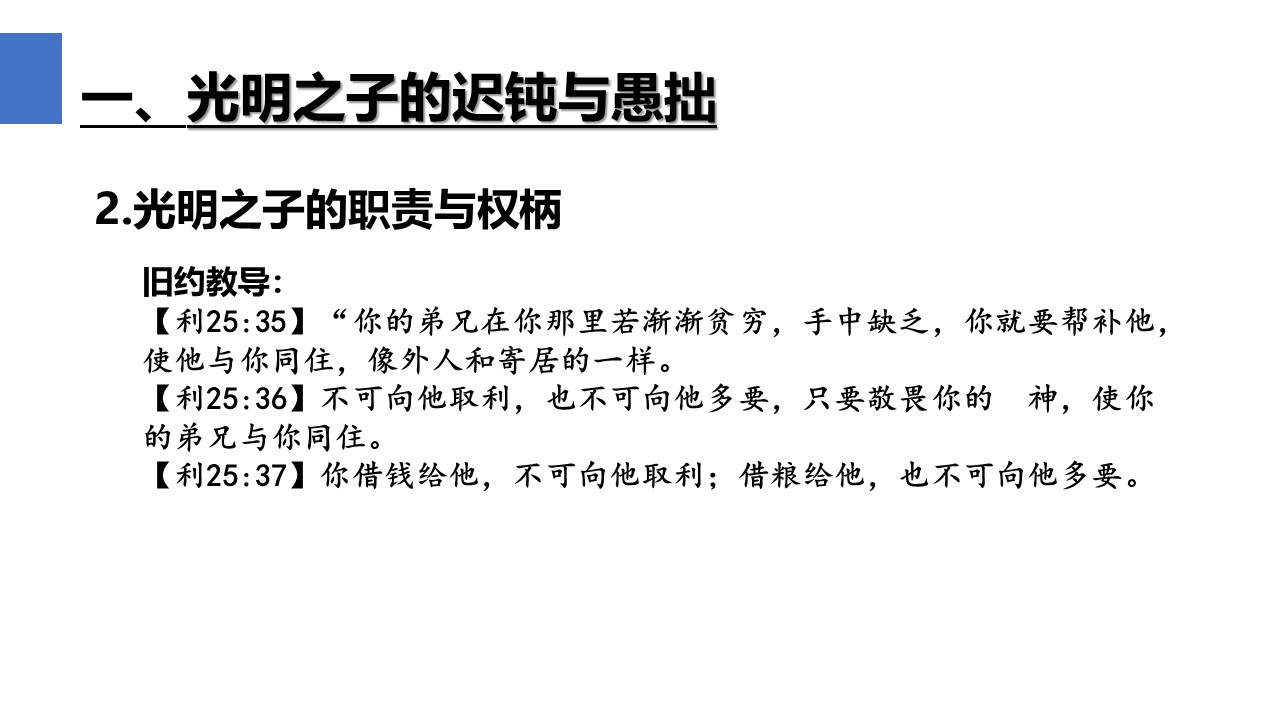 一、光明之子的迟钝与愚拙
2.光明之子的职责与权柄
旧约教导：
【利25:35】“你的弟兄在你那里若渐渐贫穷，手中缺乏，你就要帮补他，
使他与你同住，像外人和寄居的一样。
【利25:36】不可向他取利，也不可向他多要，只要敬畏你的　神，使你
的弟兄与你同住。
【利25:37】你借钱给他，不可向他取利；借粮给他，也不可向他多要。